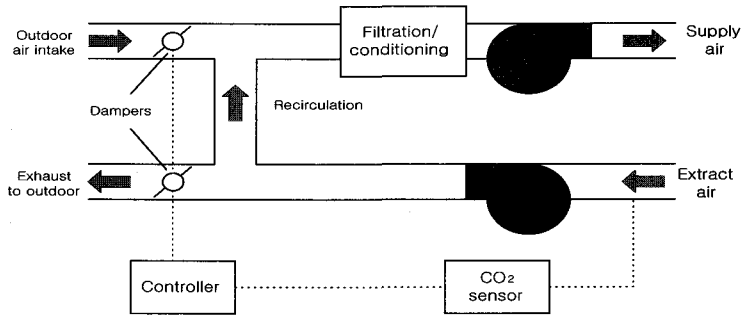 Outdoor
air intake
Filtration/
conditioning
Supply
air
Dampers
Recirculation
Exhaust
to outdoor
Extract
air
Controller
CO2
sensor